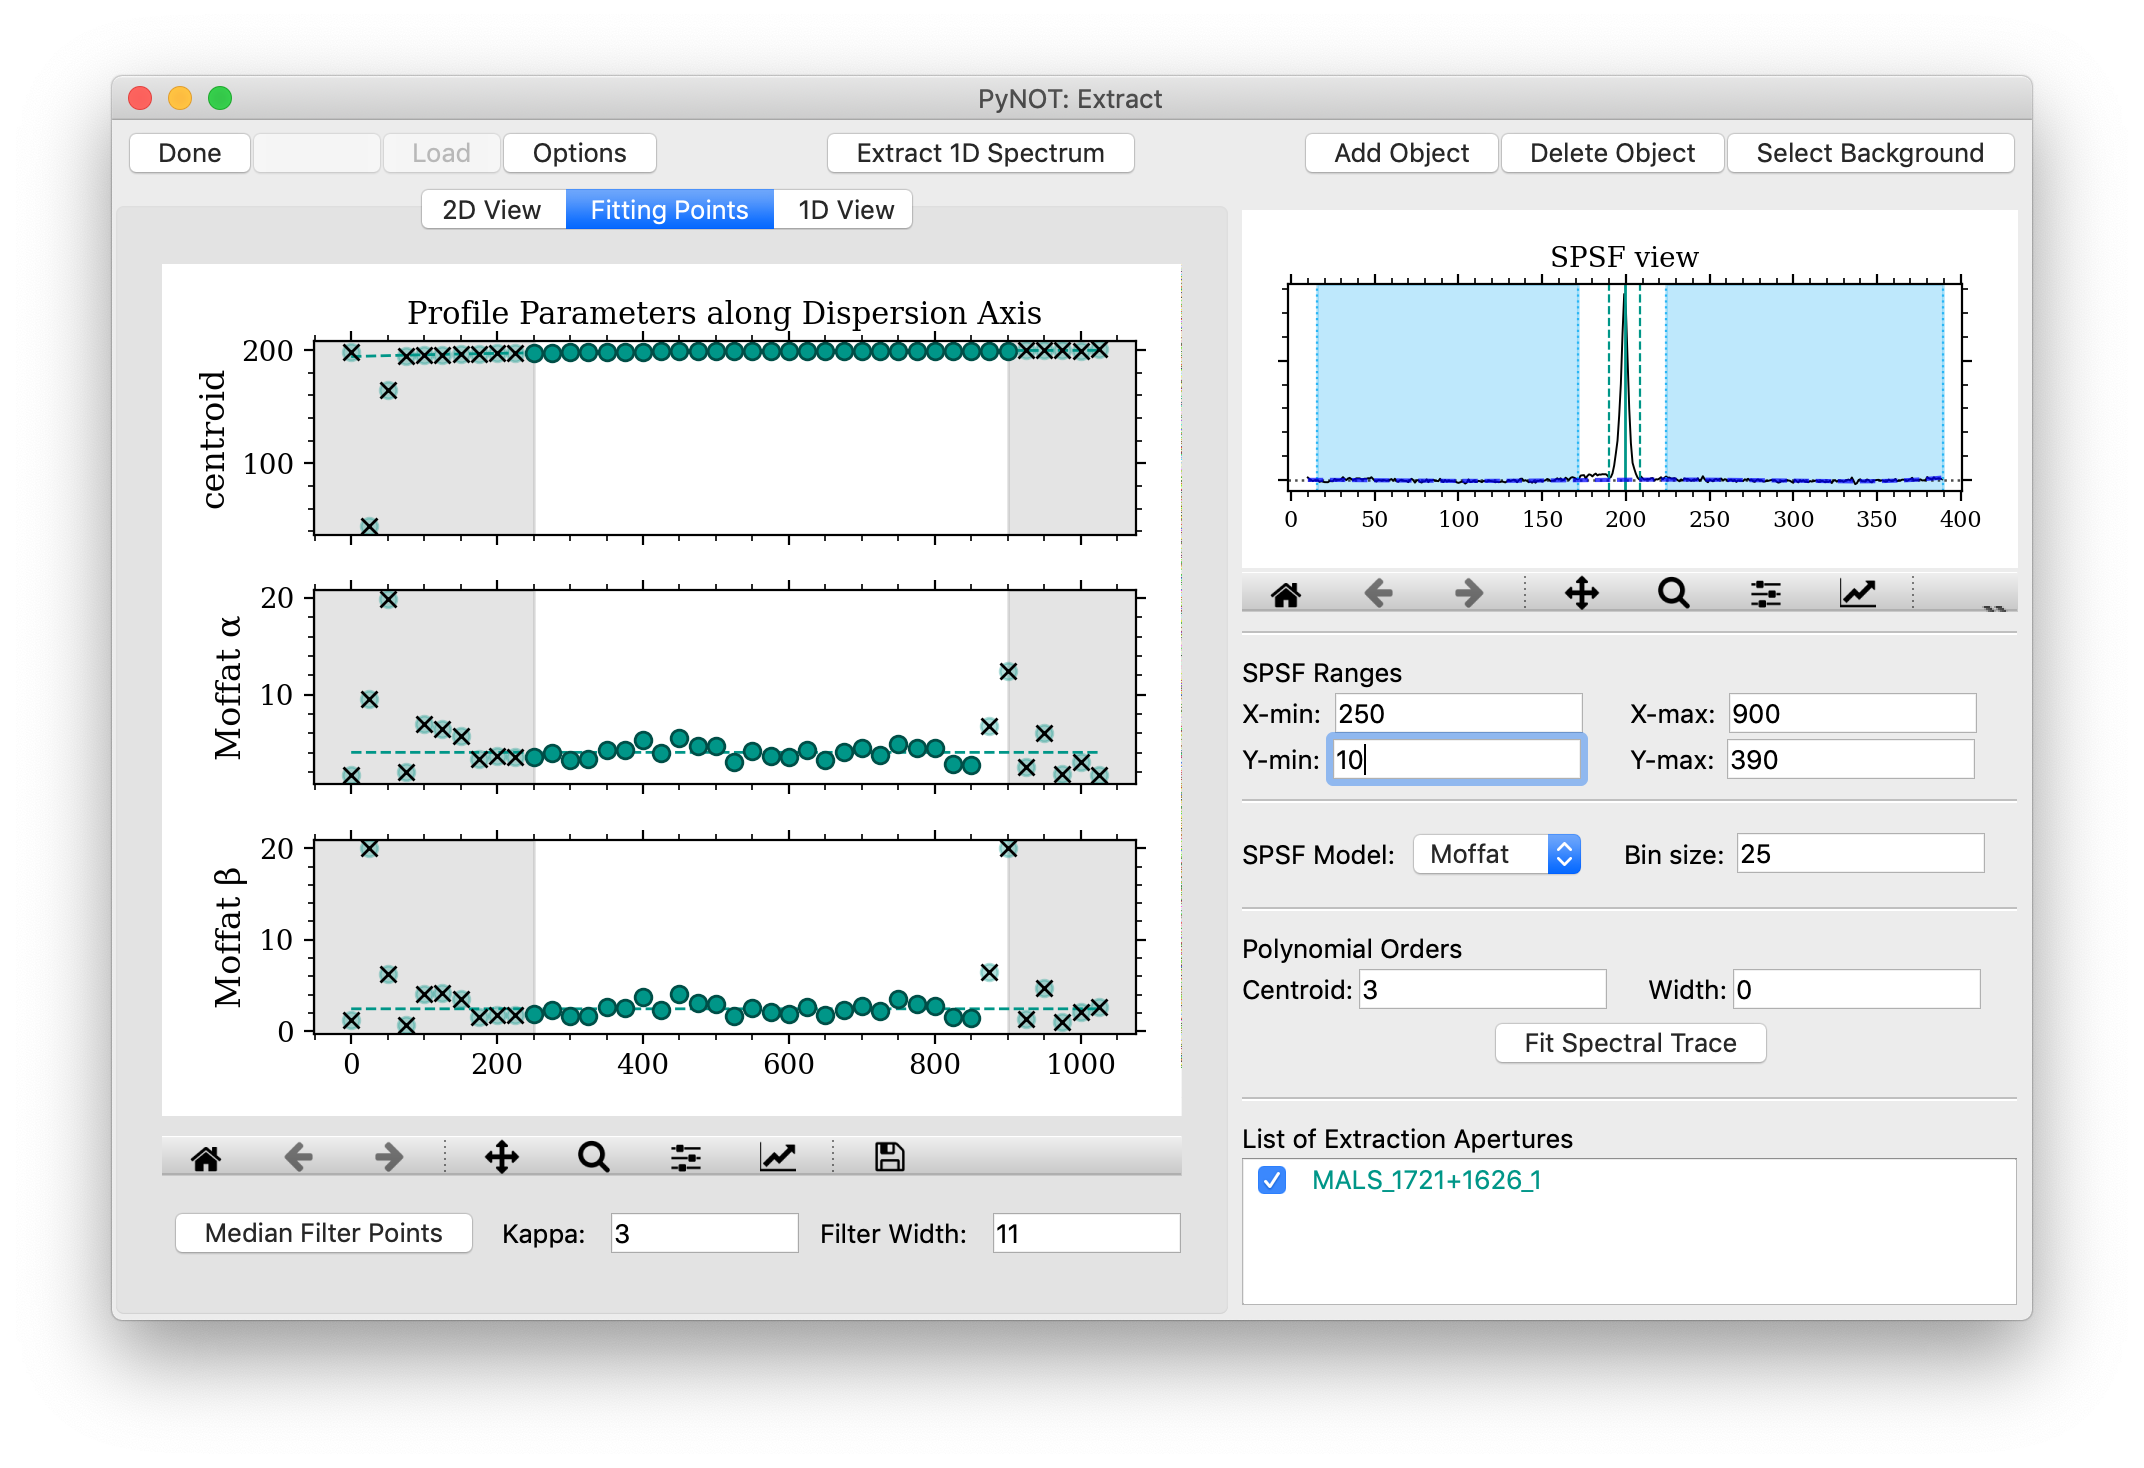 PyNOT: Extract
Done Load Options Extract 1D Spectrum Add Object Delete Object Select Background
2D View Fitting Points 1D View
Profile Parameters along Dispersion Axis
200
100
centroid
20
10
Moffat α
20
10
0
Moffat β
0 200 400 600 800 1000
Median Filter Points Kappa: 3 Filter Width: 11
SPSF view
0 50 100 150 200 250 300 350 400
SPSF Ranges
X-min: 250 X-max: 900
Y-min: 10 Y-max: 390
SPSF Model: Moffat Bin size: 25
Polynomial Orders
Centroid: 3 Width: 0
Fit Spectral Trace
List of Extraction Apertures
MALS_1721+1626_1